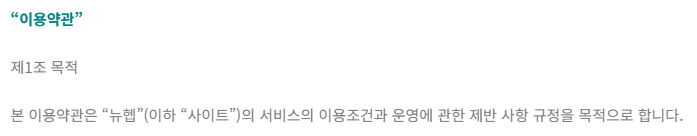 “이용약관”
제1조 목적
본 이용약관은 “뉴헵”(이하 “사이트”)의 서비스의 이용조건과 운영에 관한 제반 사항 규정을 목적으로 합니다.